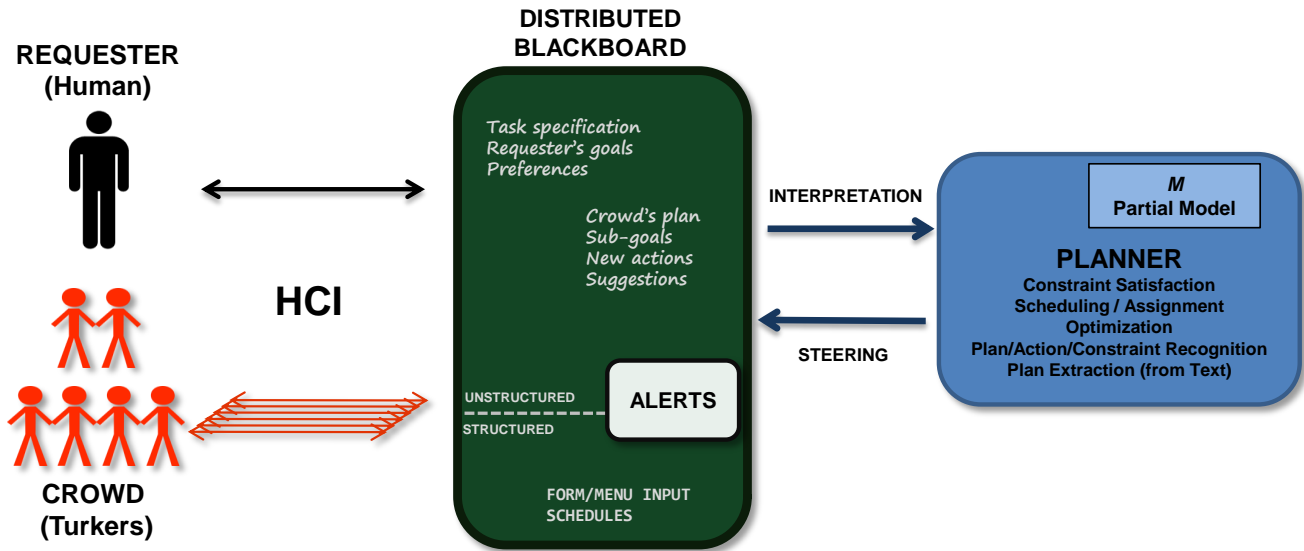 REQUESTER
(Human)
HCI
CROWD
(Turkers)
DISTRIBUTED
BLACKBOARD
Task specification
Requester's goals
Preferences
Crowd's plan
Sub-goals
New actions
Suggestions
UNSTRUCTURED
STRUCTURED
ALERTS
FORM/MENU INPUT
SCHEDULES
INTERPRETATION
STEERING
M
Partial Model
PLANNER
Constraint Satisfaction
Scheduling / Assignment
Optimization
Plan/Action/Constraint Recognition
Plan Extraction (from Text)